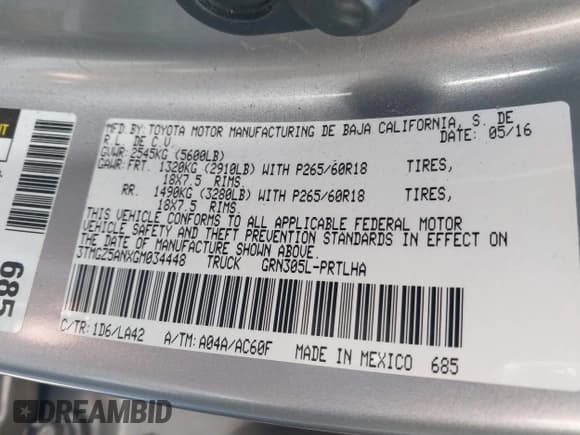 MFD.BY: TOYOTA MOTOR MANUFACTURING DE BAJA CALIFORNIA, S. DE
R.L. DE C.V. DATE: 05/16
GVWR: 2545KG (5600LB)
GAWR: FRT. 1320KG (2910LB) WITH P265/60R18 TIRES,
18X7.5 RIMS
RR. 1490KG (3280LB) WITH P265/60R18 TIRES,
18X7.5 RIMS
THIS VEHICLE CONFORMS TO ALL APPLICABLE FEDERAL MOTOR
VEHICLE SAFETY AND THEFT PREVENTION STANDARDS IN EFFECT ON
THE DATE OF MANUFACTURE SHOWN ABOVE.
3TMGZ5ANXGM034448 TRUCK GRN305L-PRTLHA
C/TR: 1D6/LA42 A/TM: A04A/AC60F MADE IN MEXICO 685
685
DREAMBID